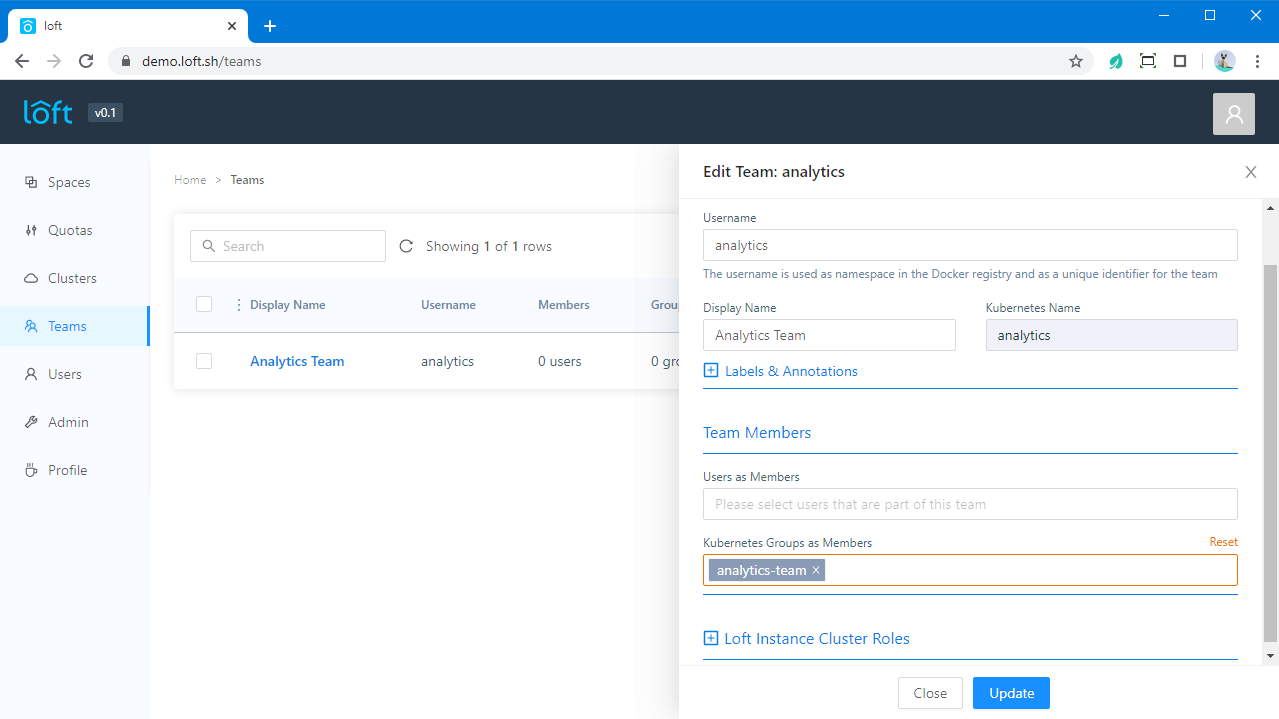 loft
demo.loft.sh/teams
loft
v0.1
Spaces
Quotas
Clusters
Teams
Users
Admin
Profile
Home > Teams
Search
Showing 1 of 1 rows
Display Name Username Members Grou
Analytics Team analytics 0 users 0 gro
Edit Team: analytics
Username
analytics
The username is used as namespace in the Docker registry and as a unique identifier for the team
Display Name Kubernetes Name
Analytics Team analytics
Labels & Annotations
Team Members
Users as Members
Please select users that are part of this team
Kubernetes Groups as Members Reset
analytics-team
Loft Instance Cluster Roles
Close Update